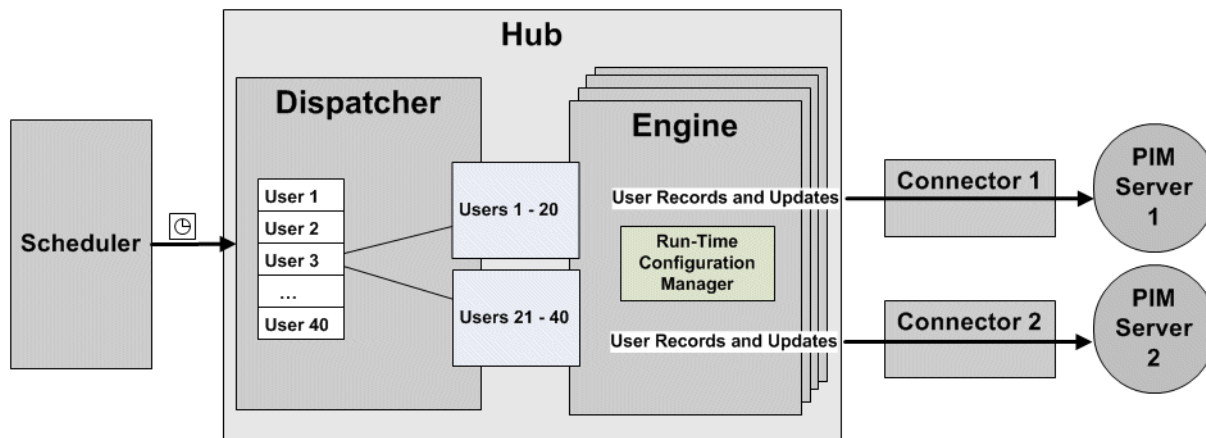 Hub
Dispatcher
Engine
Scheduler
User 1
User 2
User 3
...
User 40
Users 1 - 20
Users 21 - 40
User Records and Updates
Run-Time
Configuration
Manager
User Records and Updates
Connector 1
Connector 2
PIM
Server
1
PIM
Server
2